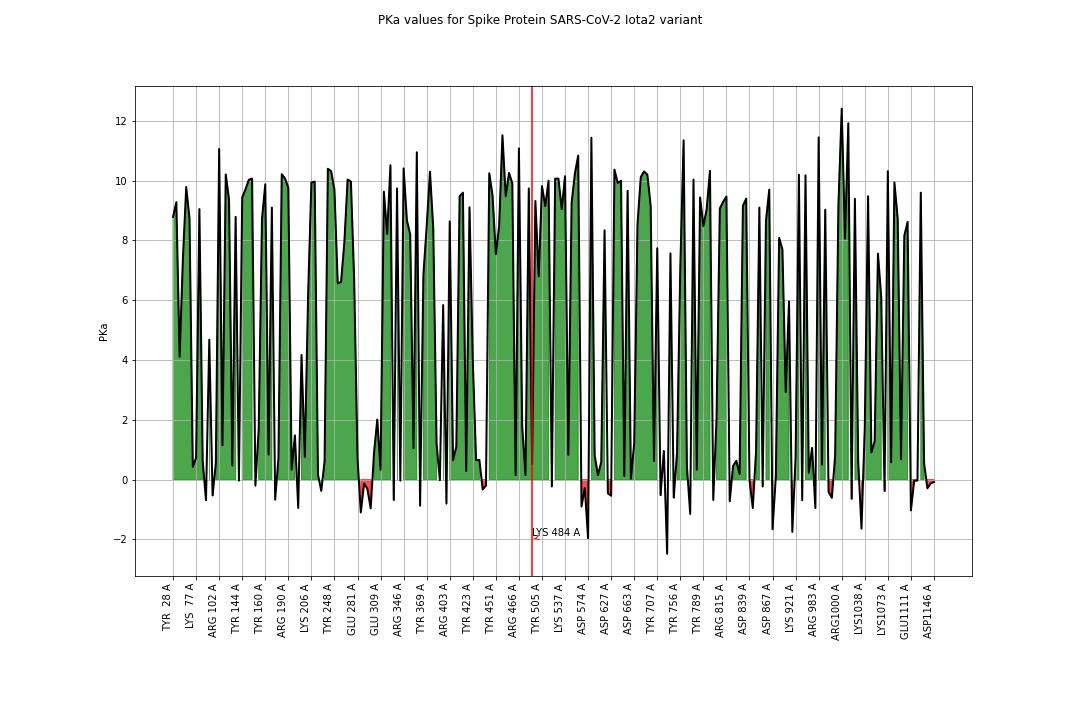 PKa values for Spike Protein SARS-CoV-2 Iota2 variant
12
10
8
6
4
2
0
−2
PKa
LYS 484 A
TYR 28 A
LYS 77 A
ARG 102 A
TYR 144 A
TYR 160 A
ARG 190 A
LYS 206 A
TYR 248 A
GLU 281 A
GLU 309 A
ARG 346 A
TYR 369 A
ARG 403 A
TYR 423 A
TYR 451 A
ARG 466 A
TYR 505 A
LYS 537 A
ASP 574 A
ASP 627 A
ASP 663 A
TYR 707 A
TYR 756 A
TYR 789 A
ARG 815 A
ASP 839 A
ASP 867 A
LYS 921 A
ARG 983 A
ARG1000 A
LYS1038 A
LYS1073 A
GLU1111 A
ASP1146 A